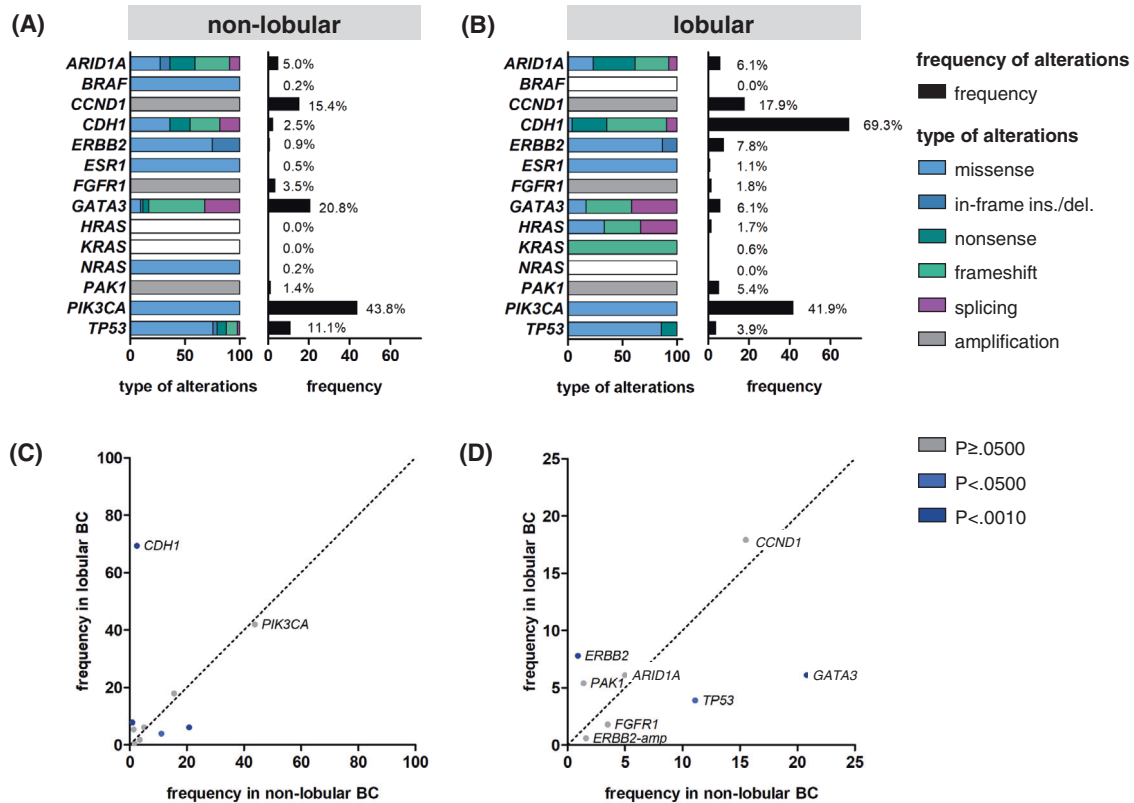 (A) non-lobular
ARID1A 5.0%
BRAF 0.2%
CCND1 15.4%
CDH1 2.5%
ERBB2 0.9%
ESR1 0.5%
FGFR1 3.5%
GATA3 20.8%
HRAS 0.0%
KRAS 0.0%
NRAS 0.2%
PAK1 1.4%
PIK3CA 43.8%
TP53 11.1%
0 50 100 0 20 40 60
type of alterations frequency
(B) lobular
ARID1A 6.1%
BRAF 0.0%
CCND1 17.9%
CDH1 69.3%
ERBB2 7.8%
ESR1 1.1%
FGFR1 1.8%
GATA3 6.1%
HRAS 1.7%
KRAS 0.6%
NRAS 0.0%
PAK1 5.4%
PIK3CA 41.9%
TP53 3.9%
0 50 100 0 20 40 60
type of alterations frequency
frequency of alterations
frequency
type of alterations
missense
in-frame ins./del.
nonsense
frameshift
splicing
amplification
(C)
frequency in lobular BC
100
80
60
40
20
0
CDH1
PIK3CA
0 20 40 60 80 100
frequency in non-lobular BC
(D)
frequency in lobular BC
25
20
15
10
5
0
CCND1
ERBB2
PAK1
ARID1A
GATA3
TP53
FGFR1
ERBB2-amp
0 5 10 15 20 25
frequency in non-lobular BC
P≥.0500
P<.0500
P<.0010